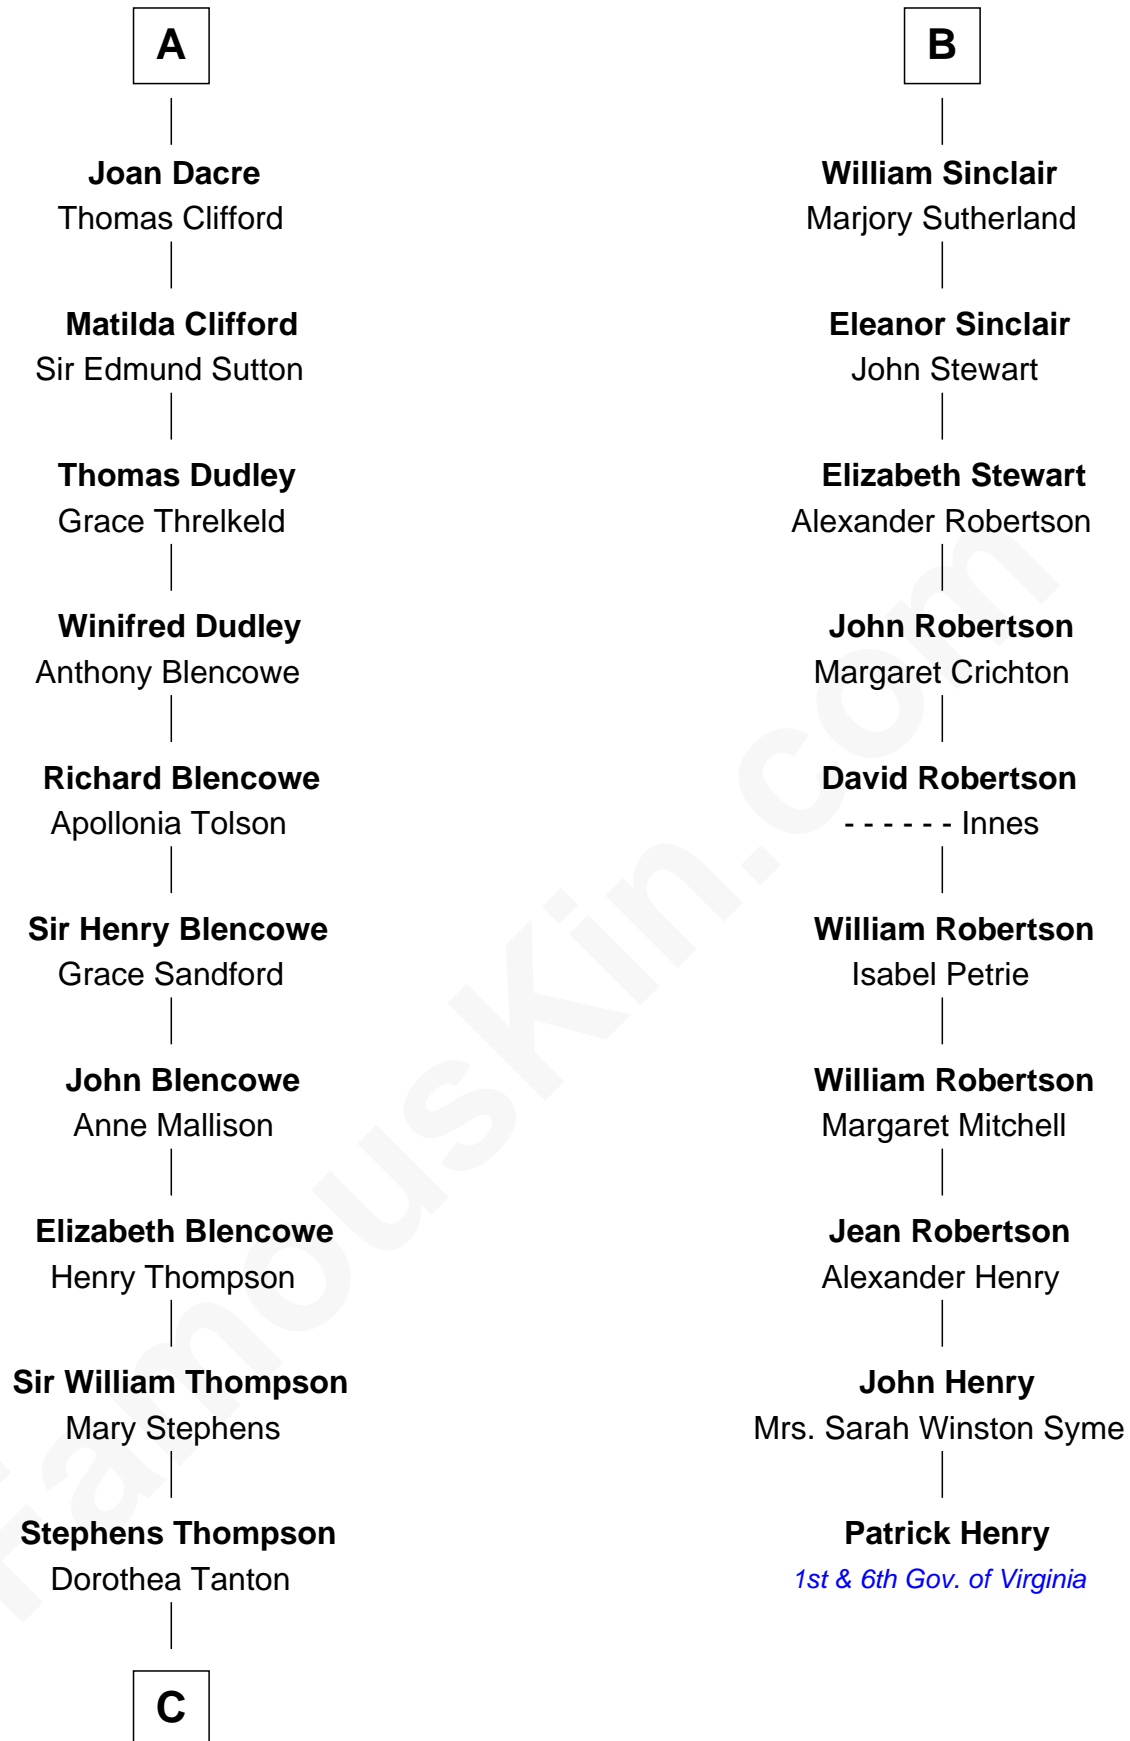 A
Joan Dacre
Thomas Clifford
Matilda Clifford
Sir Edmund Sutton
Thomas Dudley
Grace Threlkeld
Winifred Dudley
Anthony Blencowe
Richard Blencowe
Apollonia Tolson
Sir Henry Blencowe
Grace Sandford
John Blencowe
Anne Mallison
Elizabeth Blencowe
Henry Thompson
Sir William Thompson
Mary Stephens
Stephens Thompson
Dorothea Tanton
C
B
William Sinclair
Marjory Sutherland
Eleanor Sinclair
John Stewart
Elizabeth Stewart
Alexander Robertson
John Robertson
Margaret Crichton
David Robertson
- - - - - - Innes
William Robertson
Isabel Petrie
William Robertson
Margaret Mitchell
Jean Robertson
Alexander Henry
John Henry
Mrs. Sarah Winston Syme
Patrick Henry
1st & 6th Gov. of Virginia
FamousKin.com